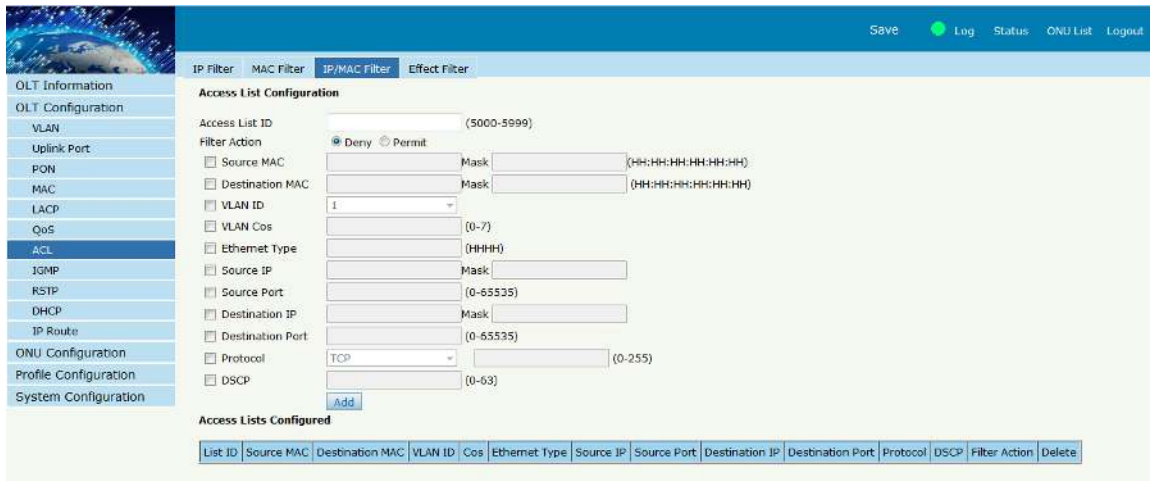 Save Log Status ONU List Logout
IP Filter MAC Filter IP/MAC Filter Effect Filter
OLT Information
OLT Configuration
VLAN
Uplink Port
PON
MAC
LACP
QoS
ACL
IGMP
RSTP
DHCP
IP Route
ONU Configuration
Profile Configuration
System Configuration
Access List Configuration
Access List ID (5000-5999)
Filter Action Deny Permit
Source MAC Mask (HH:HH:HH:HH:HH:HH)
Destination MAC Mask (HH:HH:HH:HH:HH:HH)
VLAN ID 1
VLAN Cos (0-7)
Ethernet Type (HHHH)
Source IP Mask
Source Port (0-65535)
Destination IP Mask
Destination Port (0-65535)
Protocol TCP (0-255)
DSCP (0-63)
Add
Access Lists Configured
List ID Source MAC Destination MAC VLAN ID Cos Ethernet Type Source IP Source Port Destination IP Destination Port Protocol DSCP Filter Action Delete